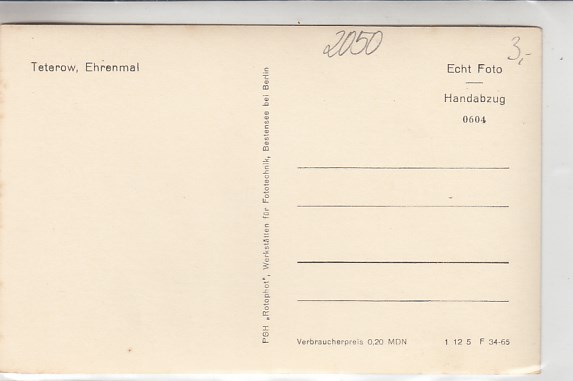 2050
3,-
Teterow, Ehrenmal
Echt Foto
Handabzug
0604
PGH „Rotophot", Werkstätten für Fototechnik, Bestensee bei Berlin
Verbraucherpreis 0,20 MDN
1 12 5 F 34-65